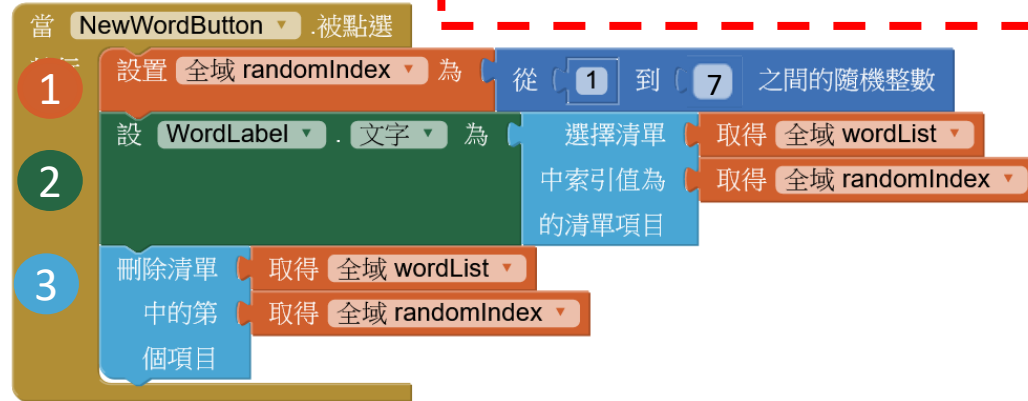 當 NewWordButton .被點選
1 設置 全域 randomIndex 為 從 1 到 7 之間的隨機整數
2 設 WordLabel . 文字 為 選擇清單 取得 全域 wordList
中索引值為 取得 全域 randomIndex
的清單項目
3 刪除清單 取得 全域 wordList
中的第 取得 全域 randomIndex
個項目